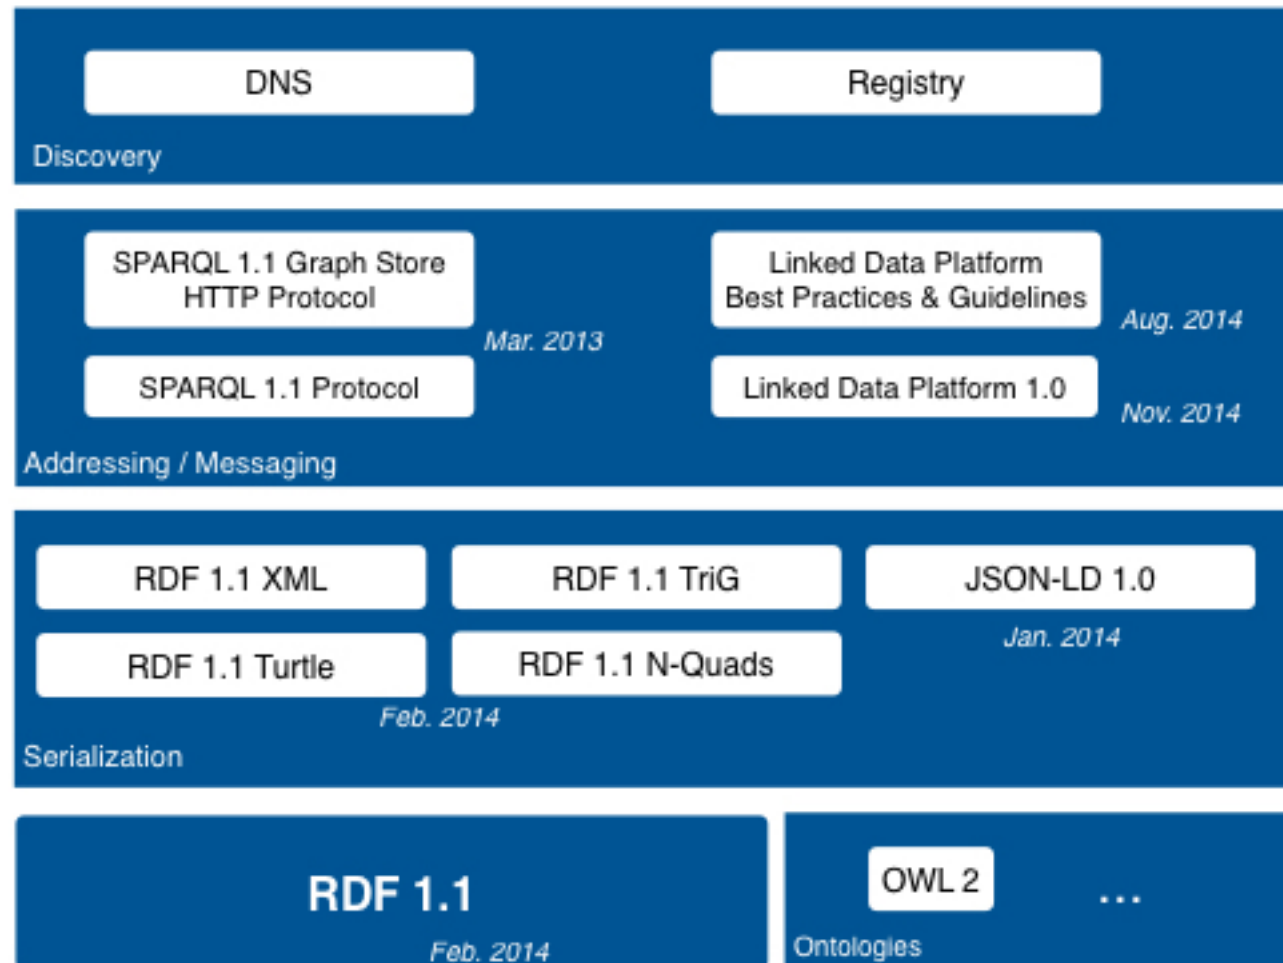 DNS
Registry
Discovery
SPARQL 1.1 Graph Store
HTTP Protocol
Mar. 2013
SPARQL 1.1 Protocol
Linked Data Platform
Best Practices & Guidelines
Aug. 2014
Linked Data Platform 1.0
Nov. 2014
Addressing / Messaging
RDF 1.1 XML
RDF 1.1 TriG
JSON-LD 1.0
Jan. 2014
RDF 1.1 Turtle
RDF 1.1 N-Quads
Feb. 2014
Serialization
RDF 1.1
Feb. 2014
OWL 2
...
Ontologies